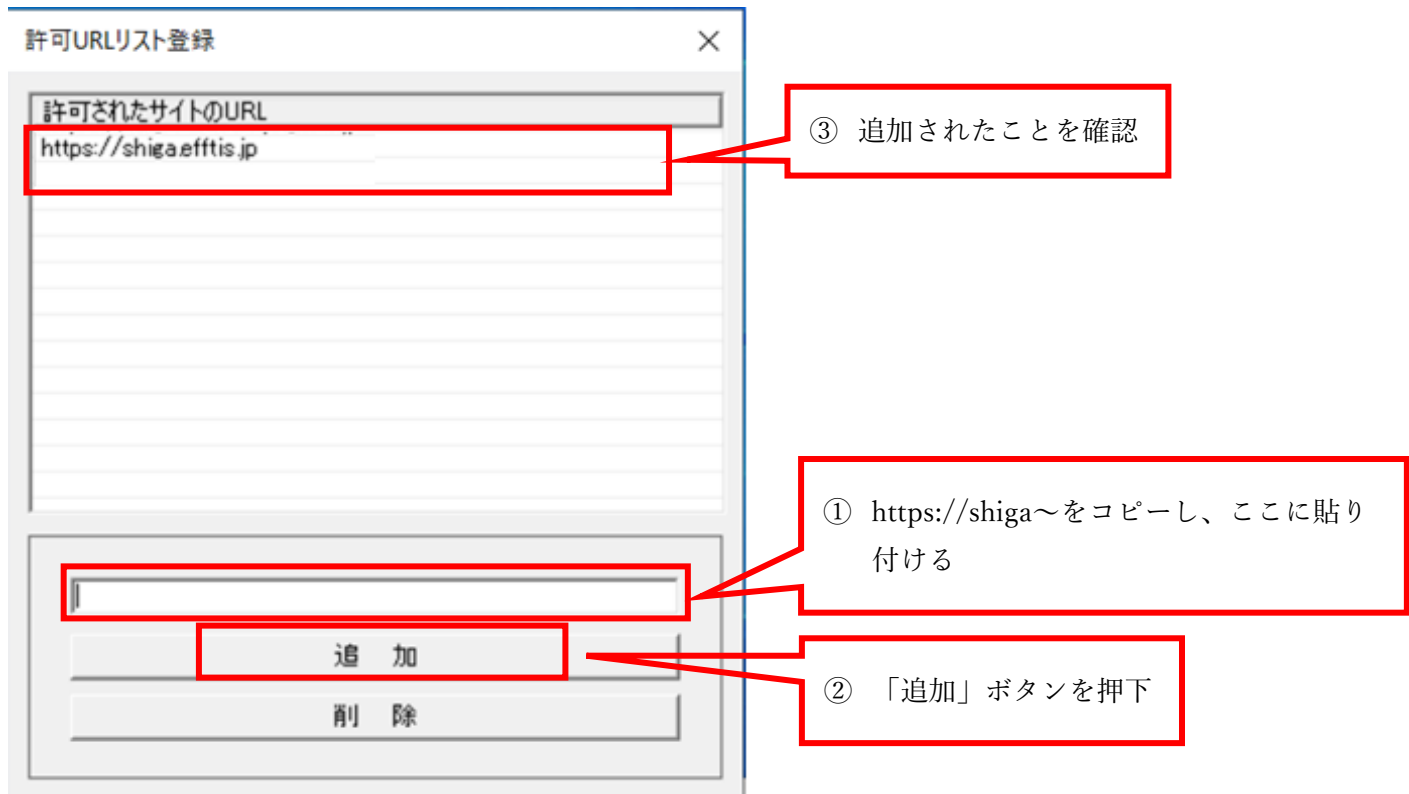 許可URLリスト登録
許可されたサイトのURL
https://shiga.efftis.jp
③ 追加されたことを確認
① https://shiga～をコピーし、ここに貼り
付ける
追 加
② 「追加」ボタンを押下
削 除